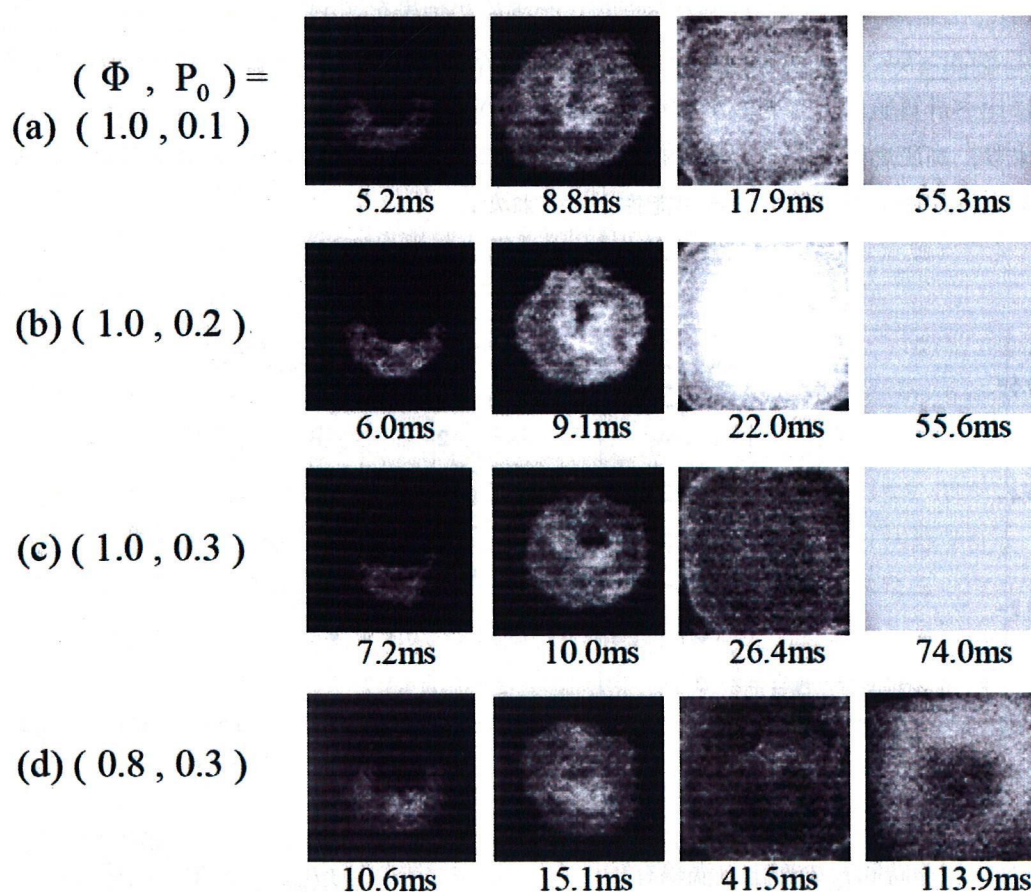 ( Φ , P0 ) =
(a) ( 1.0 , 0.1 )
5.2ms 8.8ms 17.9ms 55.3ms
(b) ( 1.0 , 0.2 )
6.0ms 9.1ms 22.0ms 55.6ms
(c) ( 1.0 , 0.3 )
7.2ms 10.0ms 26.4ms 74.0ms
(d) ( 0.8 , 0.3 )
10.6ms 15.1ms 41.5ms 113.9ms